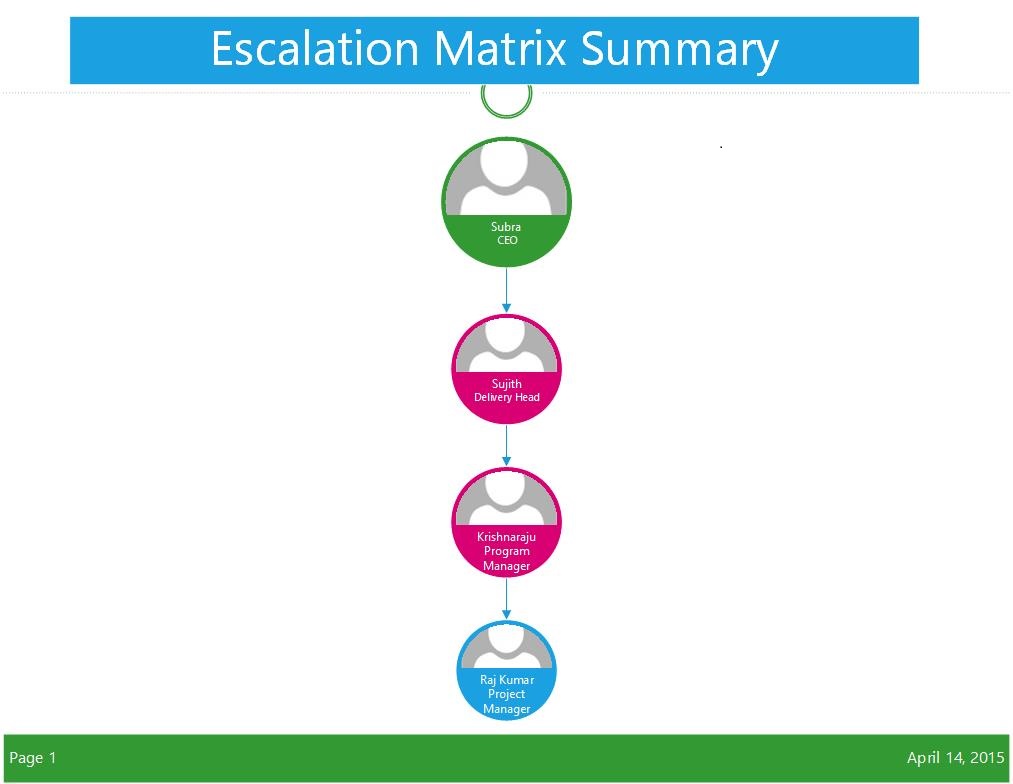 Escalation Matrix Summary
.
Subra
CEO
Sujith
Delivery Head
Krishnaraju
Program
Manager
Raj Kumar
Project
Manager
Page 1
April 14, 2015